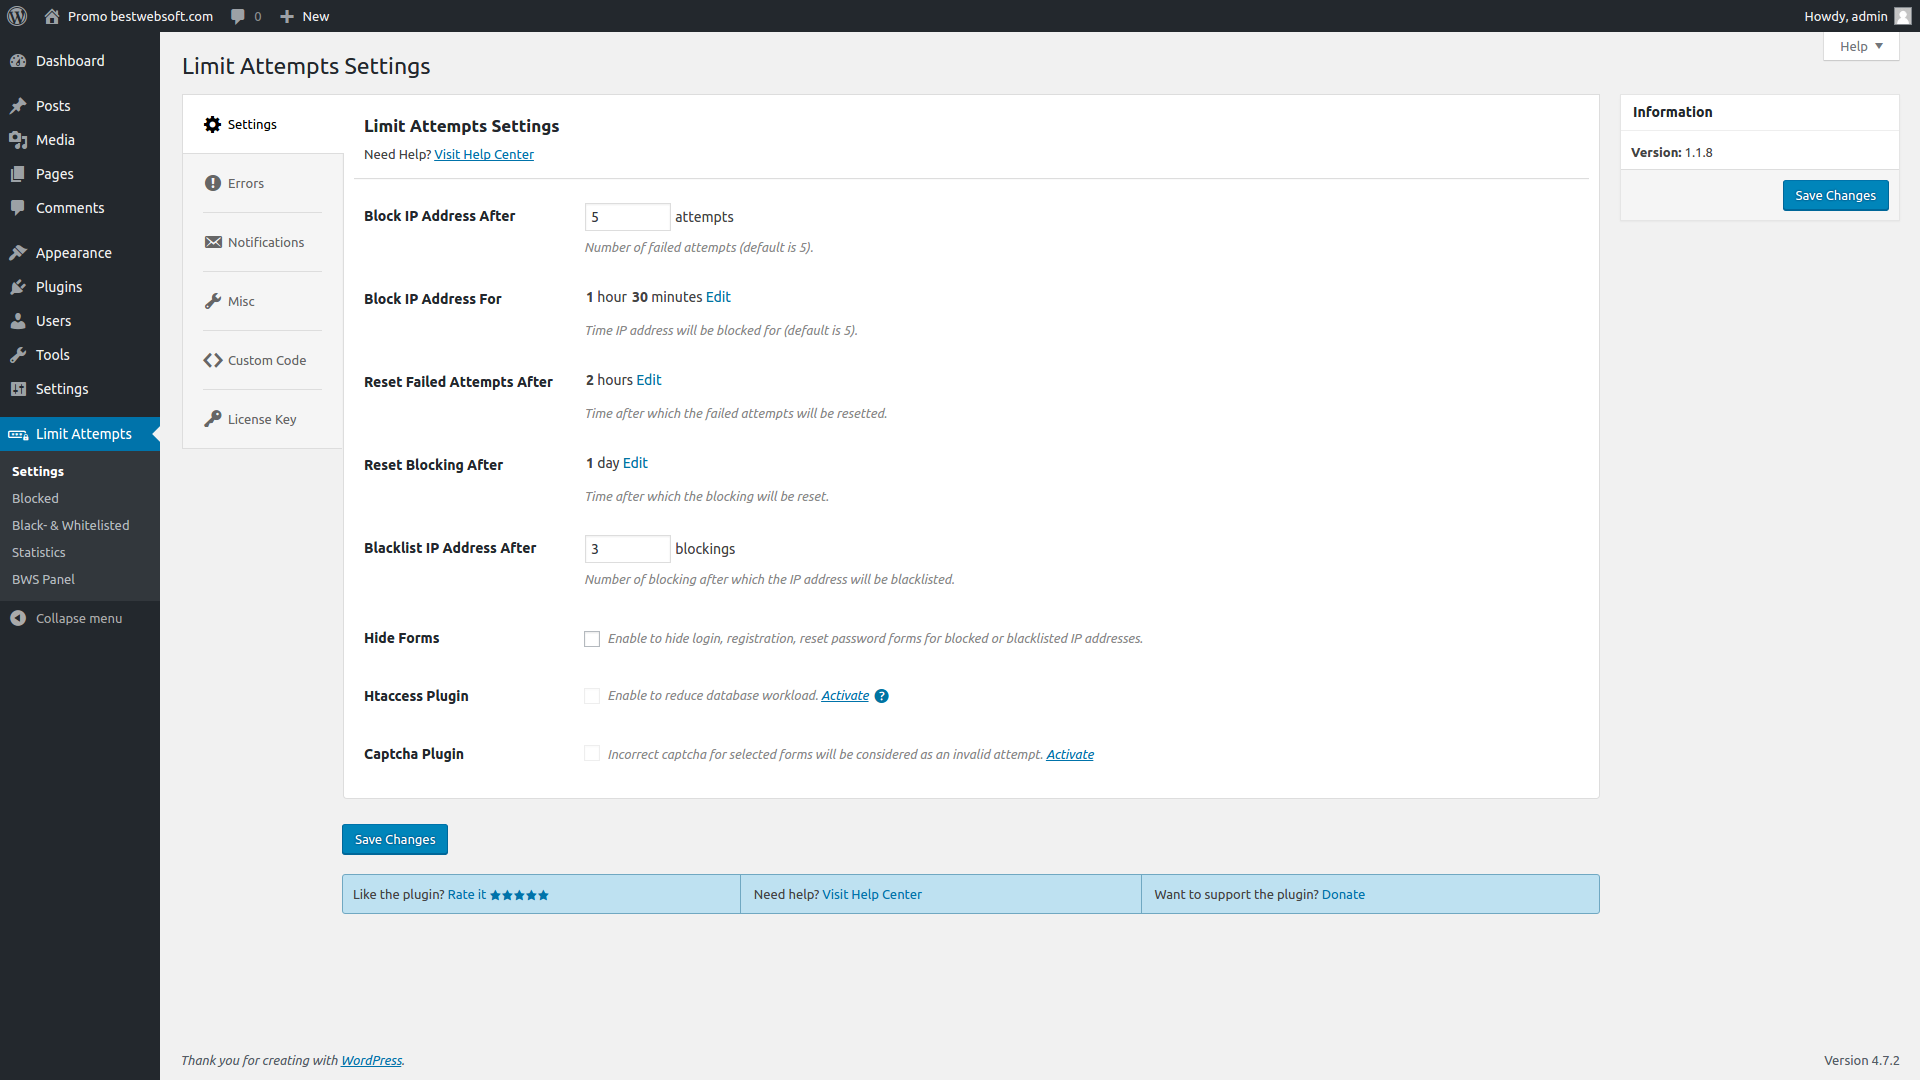 Promo bestwebsoft.com 0 New Howdy, admin
Help
Dashboard
Posts
Media
Pages
Comments
Appearance
Plugins
Users
Tools
Settings
Limit Attempts
Settings
Blocked
Black- & Whitelisted
Statistics
BWS Panel
Collapse menu
Limit Attempts Settings
Settings
Errors
Notifications
Misc
Custom Code
License Key
Limit Attempts Settings
Need Help? Visit Help Center
Block IP Address After 5 attempts
Number of failed attempts (default is 5).
Block IP Address For 1 hour 30 minutes Edit
Time IP address will be blocked for (default is 5).
Reset Failed Attempts After 2 hours Edit
Time after which the failed attempts will be resetted.
Reset Blocking After 1 day Edit
Time after which the blocking will be reset.
Blacklist IP Address After 3 blockings
Number of blocking after which the IP address will be blacklisted.
Hide Forms Enable to hide login, registration, reset password forms for blocked or blacklisted IP addresses.
Htaccess Plugin Enable to reduce database workload. Activate ?
Captcha Plugin Incorrect captcha for selected forms will be considered as an invalid attempt. Activate
Save Changes
Like the plugin? Rate it Need help? Visit Help Center Want to support the plugin? Donate
Information
Version: 1.1.8
Save Changes
Thank you for creating with WordPress. Version 4.7.2